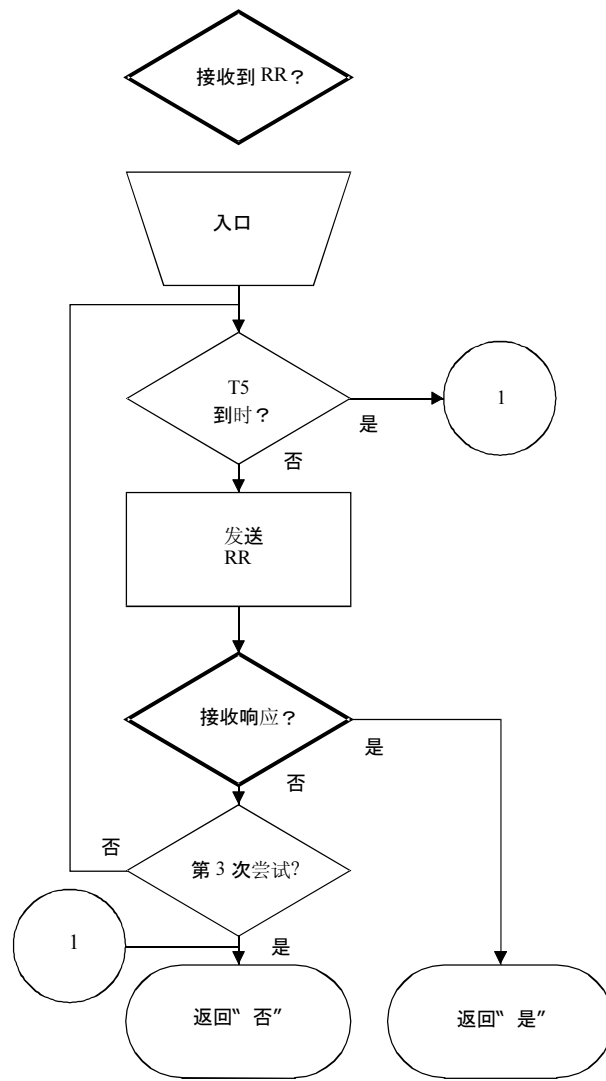 接收到 RR？
入口
T5
到时？
是
1
否
发送
RR
接收响应？
是
否
否
第 3 次尝试?
1
是
返回“ 否”
返回“ 是”